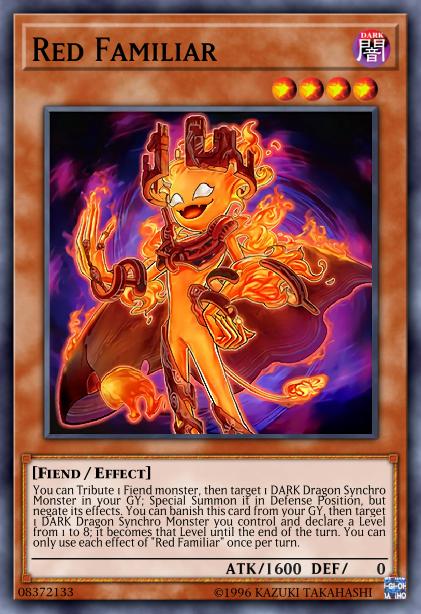 RED FAMILIAR
DARK
闇
[FIEND / EFFECT]
You can Tribute 1 Fiend monster, then target 1 DARK Dragon Synchro
Monster in your GY; Special Summon it in Defense Position, but
negate its effects. You can banish this card from your GY, then target
1 DARK Dragon Synchro Monster you control and declare a Level
from 1 to 8; it becomes that Level until the end of the turn. You can
only use each effect of "Red Familiar" once per turn.
ATK/1600 DEF/ 0
08372133
©1996 KAZUKI TAKAHASHI